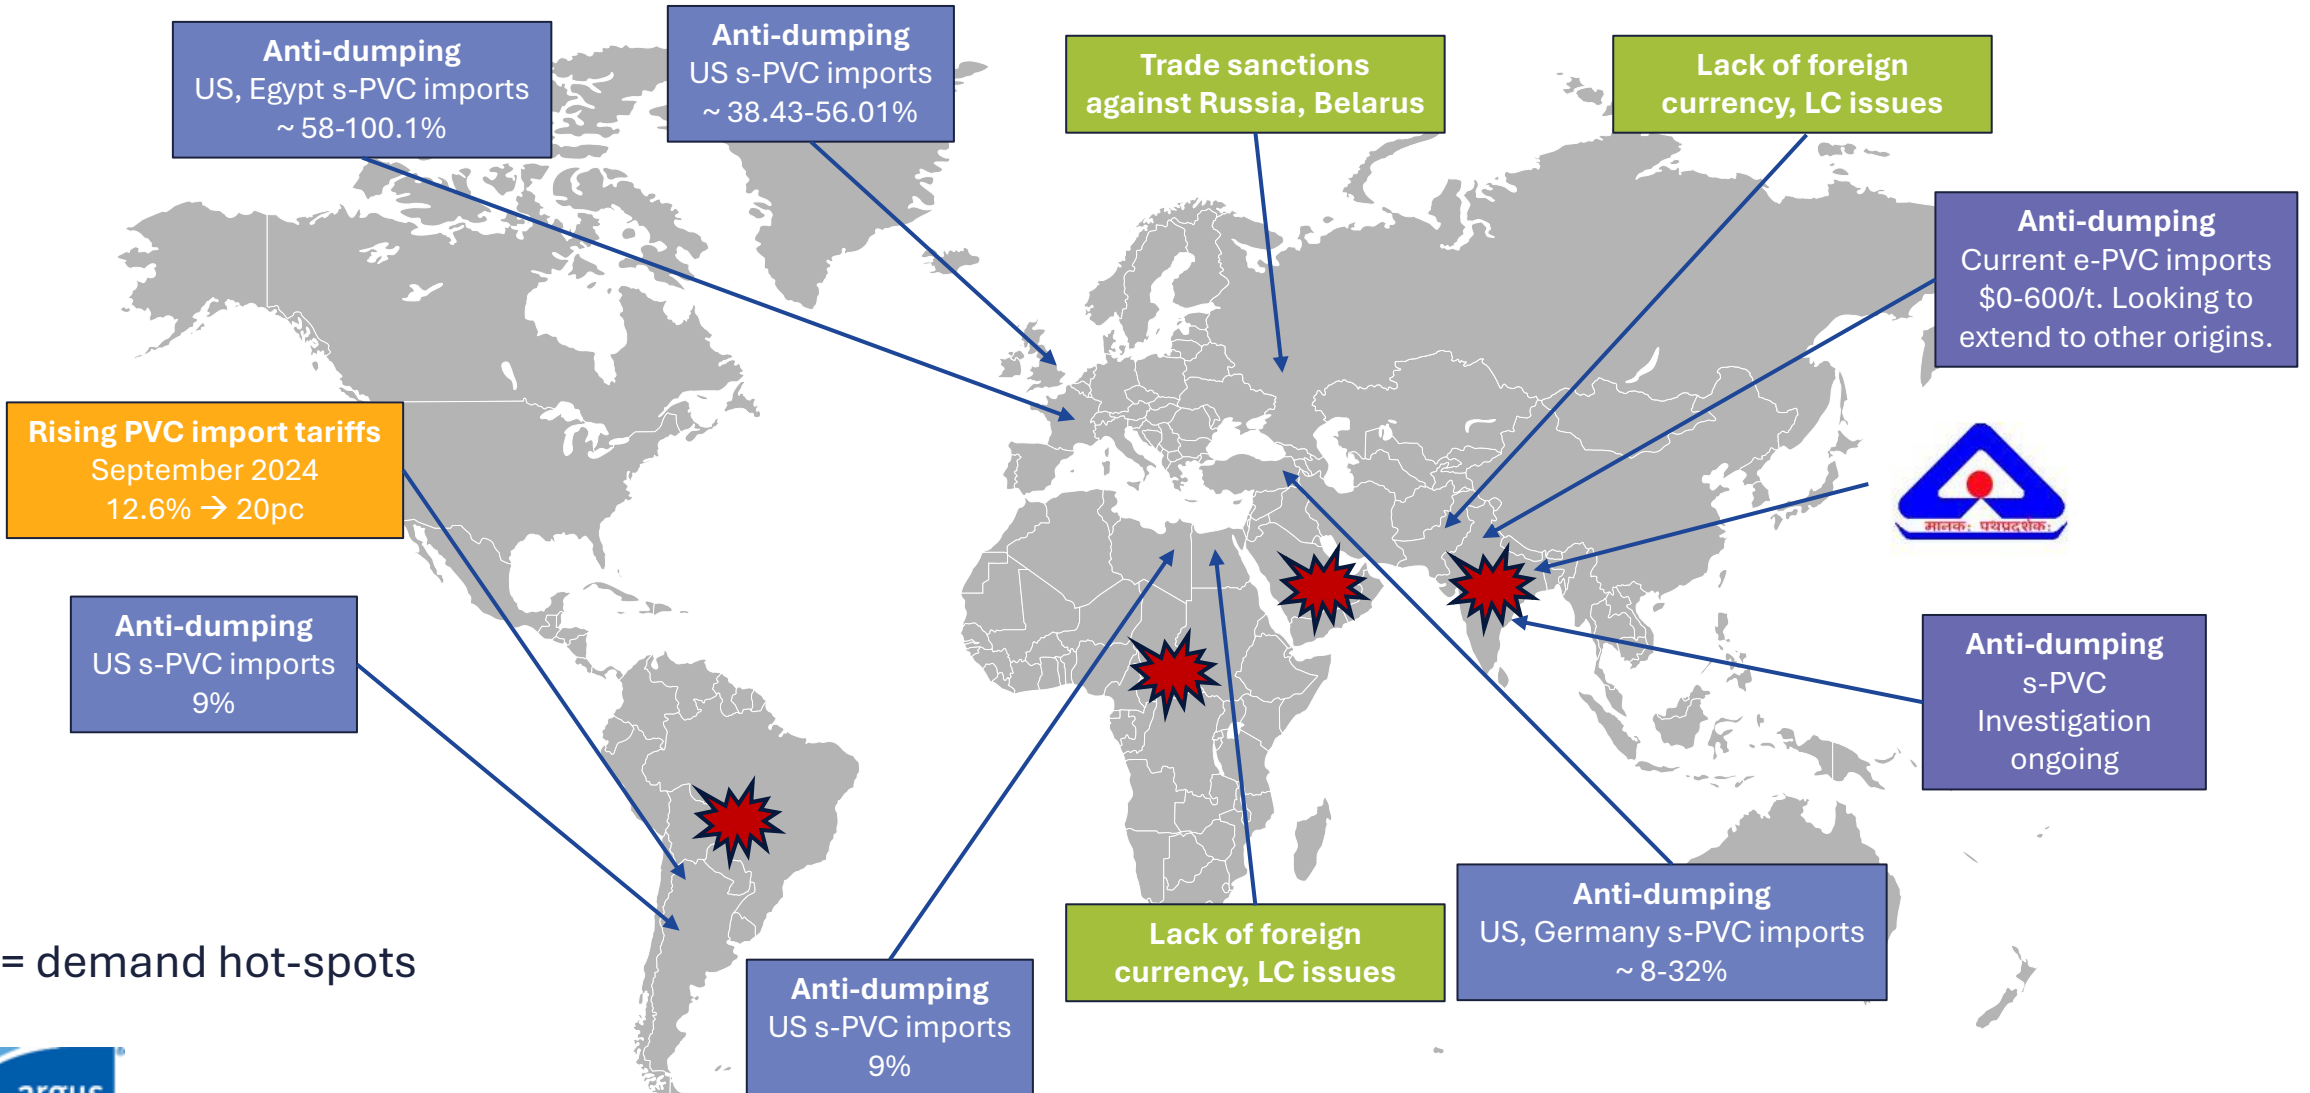 Anti-dumping
US, Egypt s-PVC imports
~ 58-100.1%
Anti-dumping
US s-PVC imports
~ 38.43-56.01%
Trade sanctions
against Russia, Belarus
Lack of foreign
currency, LC issues
Anti-dumping
Current e-PVC imports
$0-600/t. Looking to
extend to other origins.
Rising PVC import tariffs
September 2024
12.6% → 20pc
मानक: पथप्रदर्शक:
Anti-dumping
US s-PVC imports
9%
Anti-dumping
s-PVC
Investigation
ongoing
Anti-dumping
US, Germany s-PVC imports
~ 8-32%
Lack of foreign
currency, LC issues
= demand hot-spots
Anti-dumping
US s-PVC imports
9%
argus